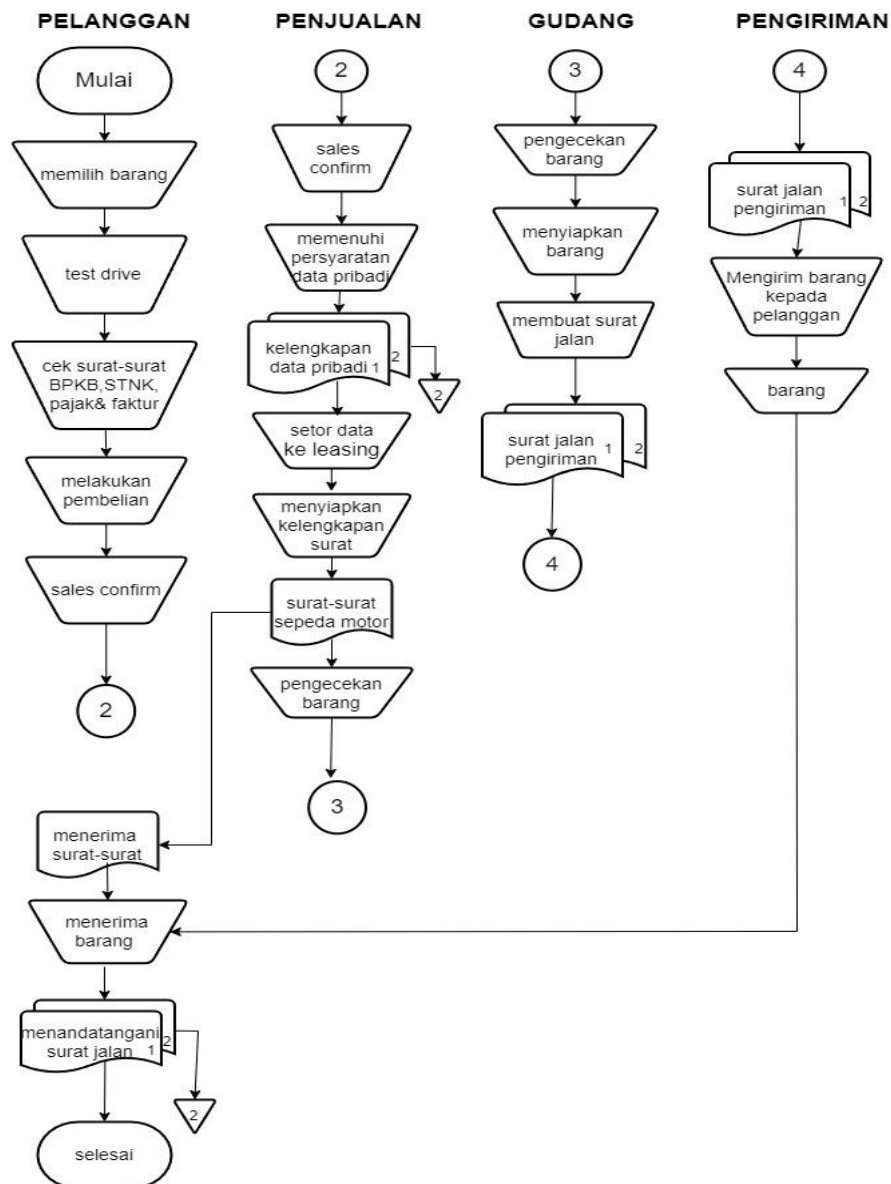 PELANGGAN
Mulai
memilih barang
test drive
cek surat-surat
BPKB,STNK,
pajak& faktur
melakukan
pembelian
sales confirm
2
menerima
surat-surat
menerima
barang
menandatangani
surat jalan 1
2
2
selesai
PENJUALAN
2
sales
confirm
memenuhi
persyaratan
data pribadi
kelengkapan
data pribadi 1
2
2
setor data
ke leasing
menyiapkan
kelengkapan
surat
surat-surat
sepeda motor
pengecekan
barang
3
GUDANG
3
pengecekan
barang
menyiapkan
barang
membuat surat
jalan
surat jalan
pengiriman
1
2
4
PENGIRIMAN
4
surat jalan
pengiriman
1
2
Mengirim barang
kepada
pelanggan
barang